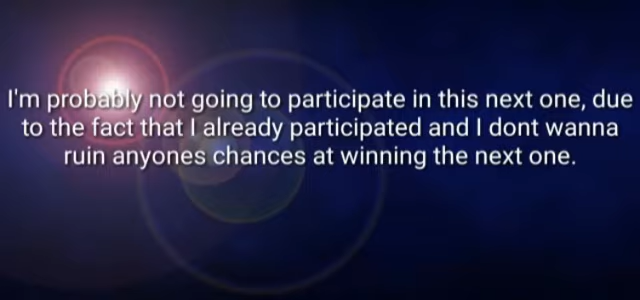 I'm probably not going to participate in this next one, due
to the fact that I already participated and I dont wanna
ruin anyones chances at winning the next one.